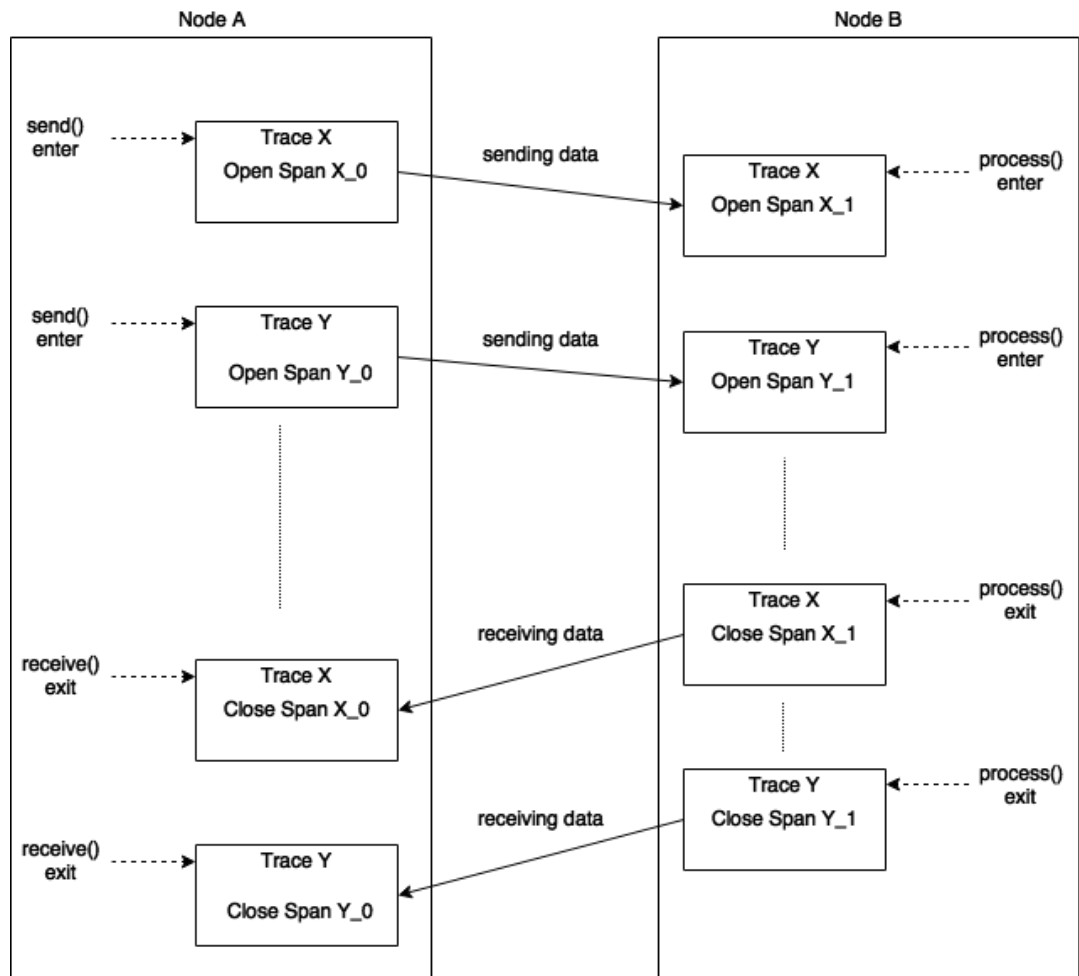 Node A
Node B
send()
enter
Trace X
Open Span X_0
sending data
Trace X
Open Span X_1
process()
enter
send()
enter
Trace Y
Open Span Y_0
sending data
Trace Y
Open Span Y_1
process()
enter
Trace X
Close Span X_1
process()
exit
receiving data
receive()
exit
Trace X
Close Span X_0
Trace Y
Close Span Y_1
process()
exit
receiving data
receive()
exit
Trace Y
Close Span Y_0